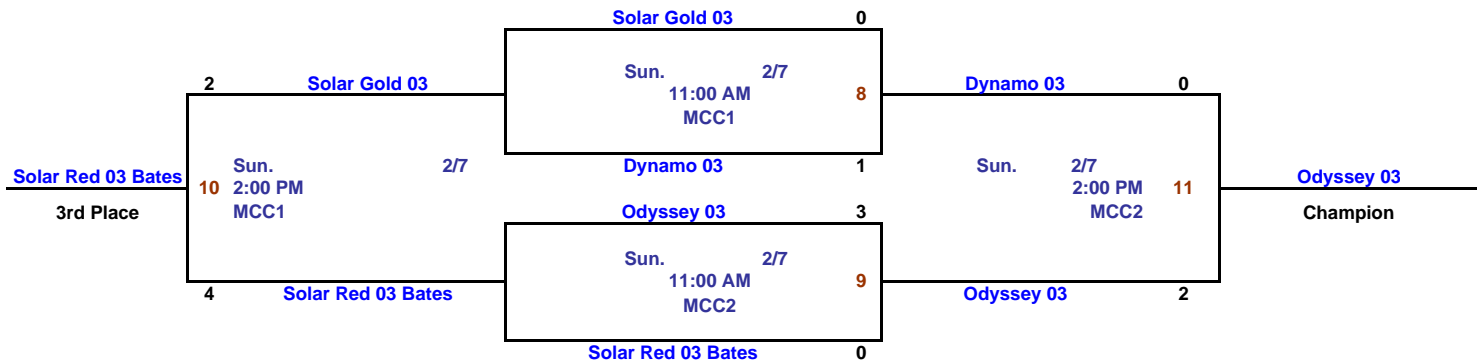 Solar Gold 03 0
Sun. 2/7
2 Solar Gold 03 11:00 AM 8 Dynamo 03 0
MCC1
Sun. 2/7 Dynamo 03 1 Sun. 2/7
Solar Red 03 Bates 10 2:00 PM 2:00 PM 11 Odyssey 03
3rd Place MCC1 Odyssey 03 3 MCC2 Champion
Sun. 2/7
11:00 AM 9
4 Solar Red 03 Bates MCC2 Odyssey 03 2
Solar Red 03 Bates 0